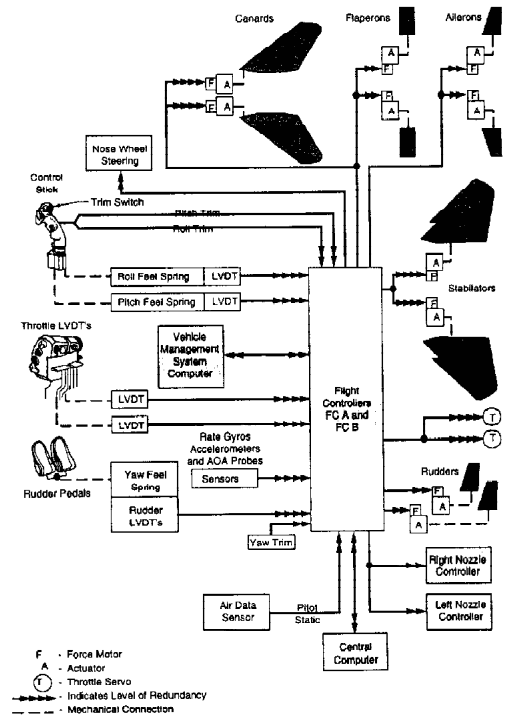 Canards
Flaperons
Ailerons
F A
F A
A
F
F
A
A
F
F
A
Nose Wheel
Steering
Control
Stick
Trim Switch
Pitch Trim
Roll Trim
Roll Feel Spring LVDT
Pitch Feel Spring LVDT
A
F
F
A
Stabilators
Throttle LVDT's
Vehicle
Management
System
Computer
Flight
Controllers
FC A and
FC B
LVDT
LVDT
T
T
Rate Gyros
Accelerometers
and AOA Probes
Sensors
Rudder Pedals
Yaw Feel
Spring
Rudder
LVDT's
Yaw Trim
Rudders
F
A
F
A
Right Nozzle
Controller
Left Nozzle
Controller
Air Data
Sensor
Pitot
Static
Central
Computer
F - Force Motor
A - Actuator
T - Throttle Servo
- Indicates Level of Redundancy
- Mechanical Connection